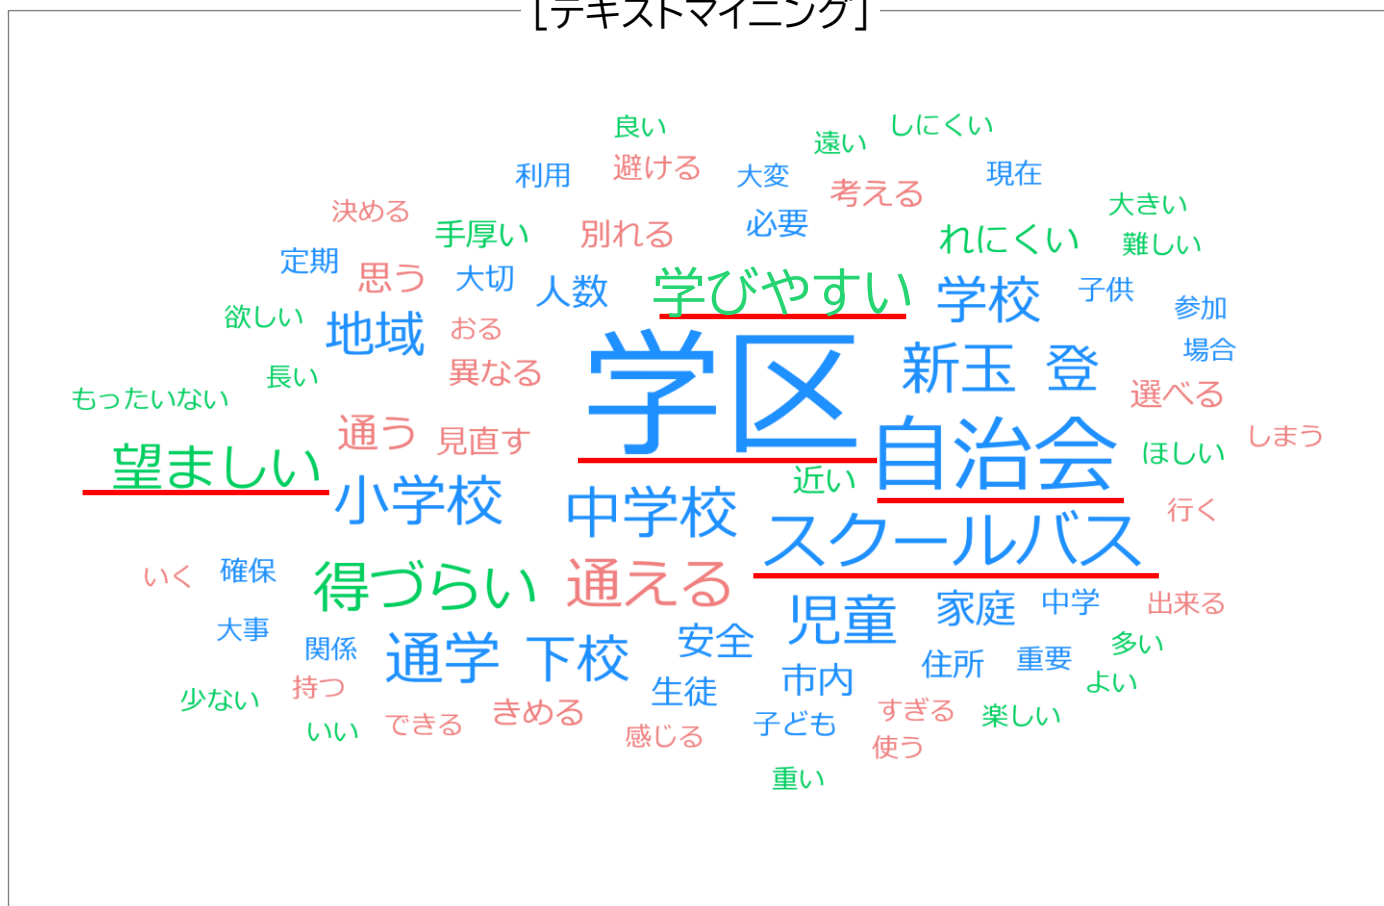 [テキストマイニング]
良い
遠い
しにくい
利用
避ける
大変
考える
現在
決める
手厚い
別れる
必要
れにくい
大きい
難しい
定期
思う
大切
人数
学びやすい
学校
子供
参加
欲しい
地域
おる
学区
新玉
登
場合
長い
異なる
選べる
もったいない
通う
見直す
自治会
ほしい
しまう
望ましい
小学校
中学校
近い
スクールバス
行く
いく
確保
得づらい
通える
児童
家庭
中学
出来る
大事
関係
通学
下校
安全
市内
住所
重要
多い
よい
少ない
持つ
生徒
いい
できる
きめる
感じる
子ども
すぎる
楽しい
使う
重い